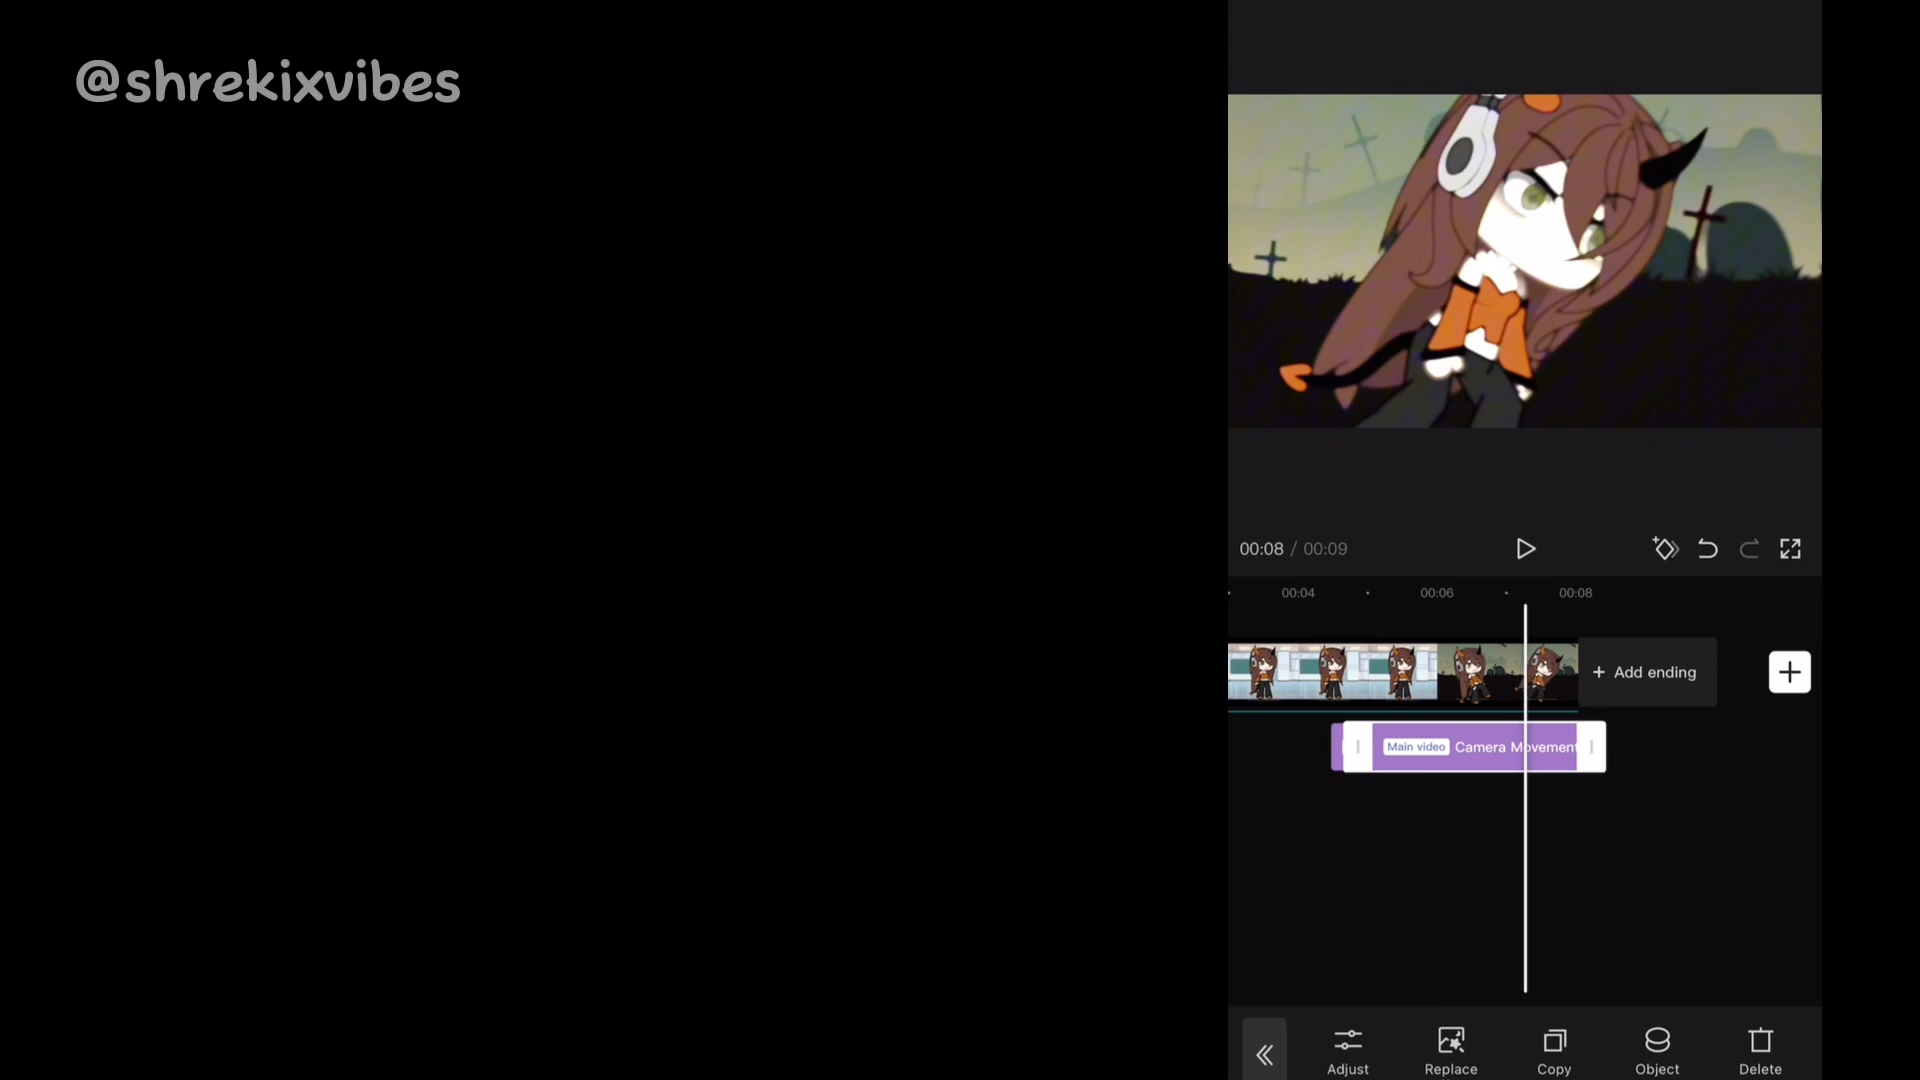 @shrekixvibes
00:08 / 00:09
00:04 00:06 00:08
+ Add ending
Main video Camera Movement
Adjust Replace Copy Object Delete